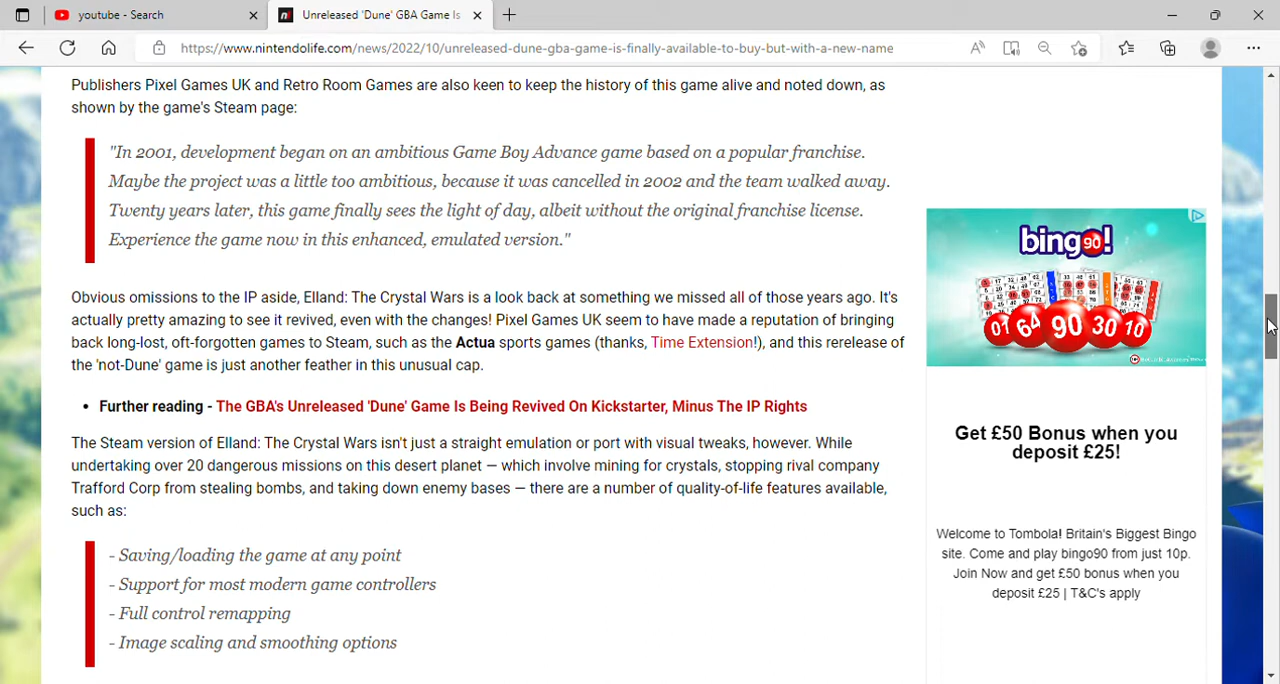 youtube - Search
Unreleased 'Dune' GBA Game Is
https://www.nintendolife.com/news/2022/10/unreleased-dune-gba-game-is-finally-available-to-buy-but-with-a-new-name
Publishers Pixel Games UK and Retro Room Games are also keen to keep the history of this game alive and noted down, as
shown by the game's Steam page:
"In 2001, development began on an ambitious Game Boy Advance game based on a popular franchise.
Maybe the project was a little too ambitious, because it was cancelled in 2002 and the team walked away.
Twenty years later, this game finally sees the light of day, albeit without the original franchise license.
Experience the game now in this enhanced, emulated version."
Obvious omissions to the IP aside, Elland: The Crystal Wars is a look back at something we missed all of those years ago. It's
actually pretty amazing to see it revived, even with the changes! Pixel Games UK seem to have made a reputation of bringing
back long-lost, oft-forgotten games to Steam, such as the Actua sports games (thanks, Time Extension!), and this rerelease of
the 'not-Dune' game is just another feather in this unusual cap.
• Further reading - The GBA's Unreleased 'Dune' Game Is Being Revived On Kickstarter, Minus The IP Rights
The Steam version of Elland: The Crystal Wars isn't just a straight emulation or port with visual tweaks, however. While
undertaking over 20 dangerous missions on this desert planet — which involve mining for crystals, stopping rival company
Trafford Corp from stealing bombs, and taking down enemy bases — there are a number of quality-of-life features available,
such as:
- Saving/loading the game at any point
- Support for most modern game controllers
- Full control remapping
- Image scaling and smoothing options
bingo 90!
01 64 90 30 10
Get £50 Bonus when you
deposit £25!
Welcome to Tombola! Britain's Biggest Bingo
site. Come and play bingo90 from just 10p.
Join Now and get £50 bonus when you
deposit £25 | T&C's apply